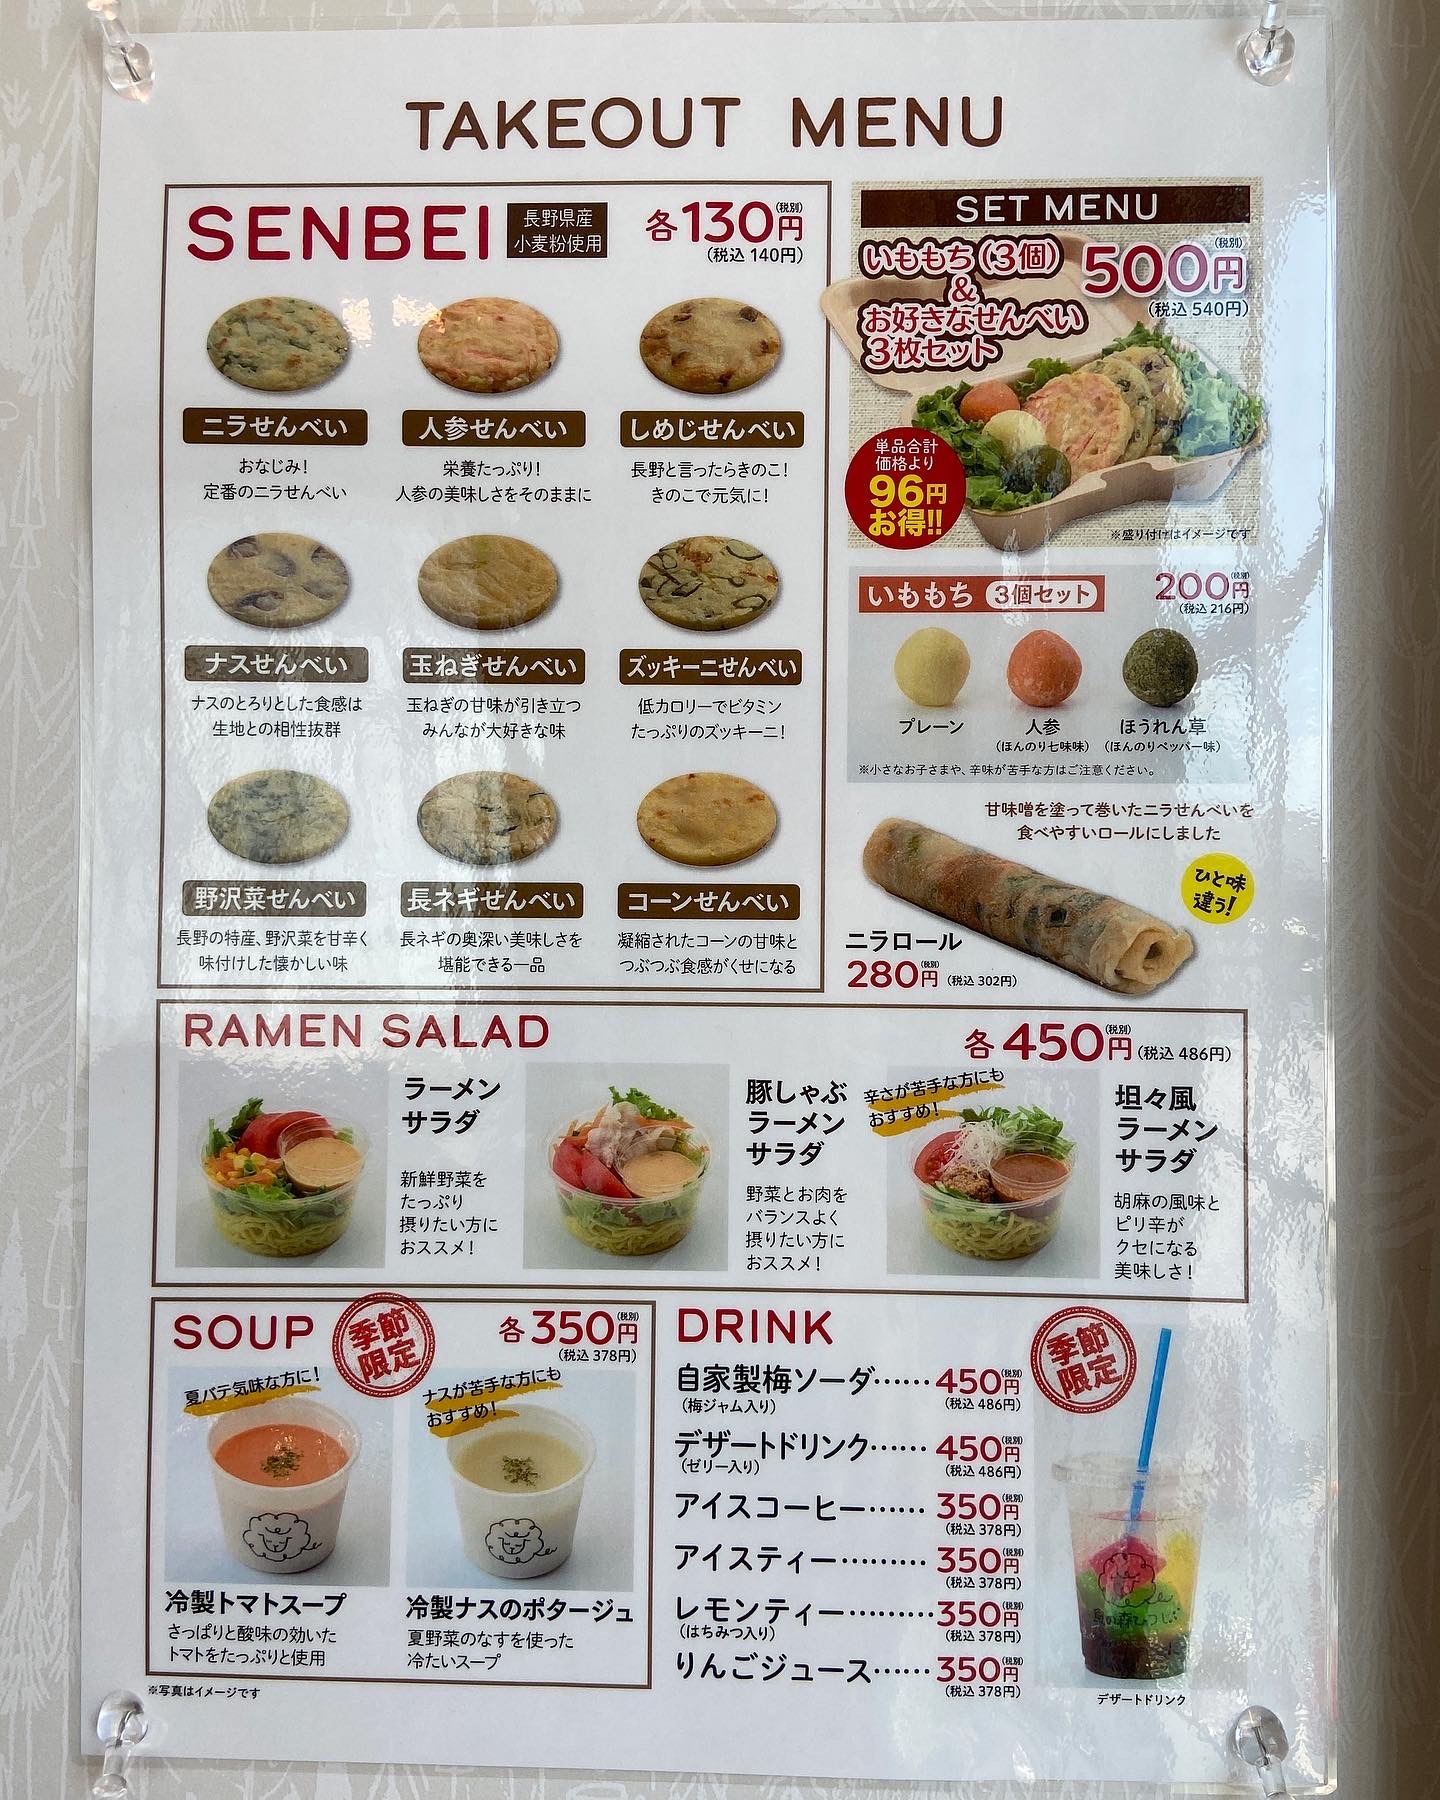 TAKEOUT MENU
SENBEI
長野県産
小麦粉使用
各130円(税別)
(税込 140円)
ニラせんべい
おなじみ!
定番のニラせんべい
人参せんべい
栄養たっぷり!
人参の美味しさをそのままに
しめじせんべい
長野と言ったらきのこ!
きのこで元気に!
ナスせんべい
ナスのとろりとした食感は
生地との相性抜群
玉ねぎせんべい
玉ねぎの甘味が引き立つ
みんなが大好きな味
ズッキーニせんべい
低カロリーでビタミン
たっぷりのズッキーニ!
野沢菜せんべい
長野の特産、野沢菜を甘辛く
味付けした懐かしい味
長ネギせんべい
長ネギの奥深い美味しさを
堪能できる一品
コーンせんべい
凝縮されたコーンの甘味と
つぶつぶ食感がくせになる
SET MENU
いももち(3個)
&
お好きなせんべい
3枚セット
500円(税別)
(税込 540円)
単品合計
価格より
96円
お得!!
※盛り付けはイメージです
いももち 3個セット
200円(税別)
(税込 216円)
プレーン
人参
(ほんのり七味味)
ほうれん草
(ほんのりペッパー味)
※小さなお子さまや、辛味が苦手な方はご注意ください。
甘味噌を塗って巻いたニラせんべいを
食べやすいロールにしました
ひと味
違う!
ニラロール
280円(税別)(税込 302円)
RAMEN SALAD
各450円(税別)(税込 486円)
ラーメン
サラダ
新鮮野菜を
たっぷり
摂りたい方に
おススメ!
豚しゃぶ
ラーメン
サラダ
野菜とお肉を
バランスよく
摂りたい方に
おススメ!
辛さが苦手な方にも
おすすめ!
坦々風
ラーメン
サラダ
胡麻の風味と
ピリ辛が
クセになる
美味しさ!
SOUP
季節
限定
各350円(税別)
(税込 378円)
夏バテ気味な方に!
冷製トマトスープ
さっぱりと酸味の効いた
トマトをたっぷりと使用
ナスが苦手な方にも
おすすめ!
冷製ナスのポタージュ
夏野菜のなすを使った
冷たいスープ
※写真はイメージです
DRINK
自家製梅ソーダ……450円(税別)
(梅ジャム入り) (税込 486円)
デザートドリンク……450円(税別)
(ゼリー入り) (税込 486円)
アイスコーヒー……350円(税別)
(税込 378円)
アイスティー………350円(税別)
(税込 378円)
レモンティー………350円(税別)
(はちみつ入り) (税込 378円)
りんごジュース……350円(税別)
(税込 378円)
季節
限定
デザートドリンク